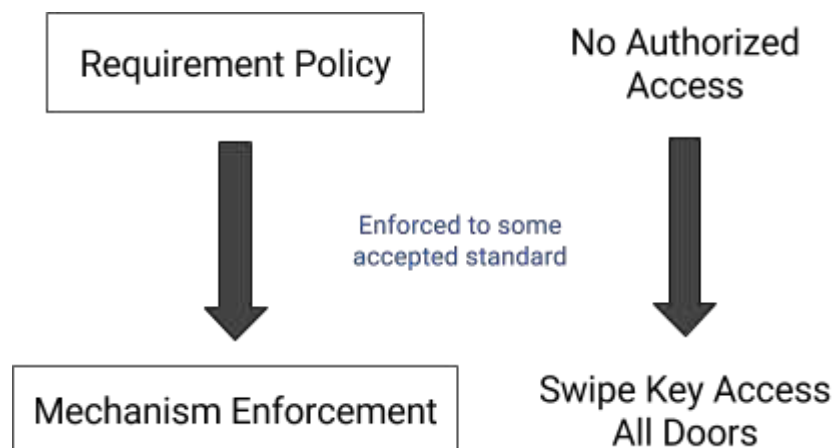 Requirement Policy
No Authorized
Access
Enforced to some
accepted standard
Mechanism Enforcement
Swipe Key Access
All Doors